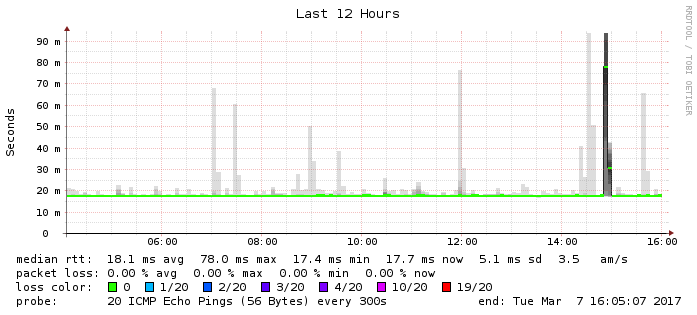 Last 12 Hours
RRDTOOL / TOBI OETIKER
Seconds
90 m
80 m
70 m
60 m
50 m
40 m
30 m
20 m
10 m
0
06:00 08:00 10:00 12:00 14:00 16:00
median rtt: 18.1 ms avg 78.0 ms max 17.4 ms min 17.7 ms now 5.1 ms sd 3.5 am/s
packet loss: 0.00 % avg 0.00 % max 0.00 % min 0.00 % now
loss color: 0 1/20 2/20 3/20 4/20 10/20 19/20
probe: 20 ICMP Echo Pings (56 Bytes) every 300s end: Tue Mar 7 16:05:07 2017